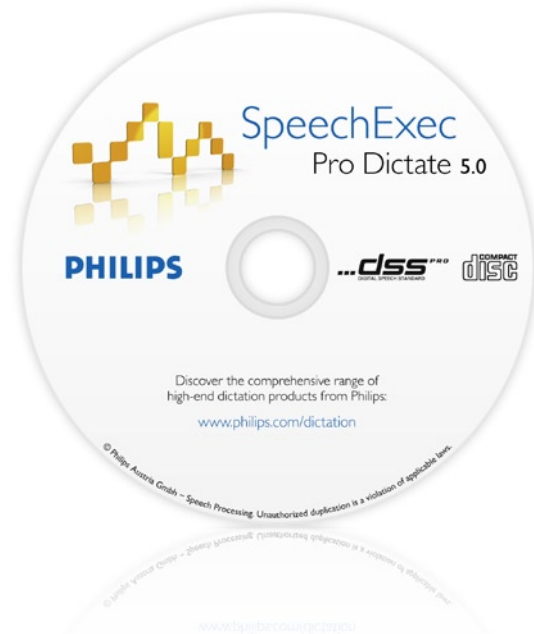 SpeechExec
Pro Dictate 5.0
PHILIPS
...dss PRO
DIGITAL SPEECH STANDARD
COMPACT
disc
Discover the comprehensive range of
high-end dictation products from Philips:
www.philips.com/dictation
© Philips Austria Gmbh – Speech Processing. Unauthorized duplication is a violation of applicable laws.